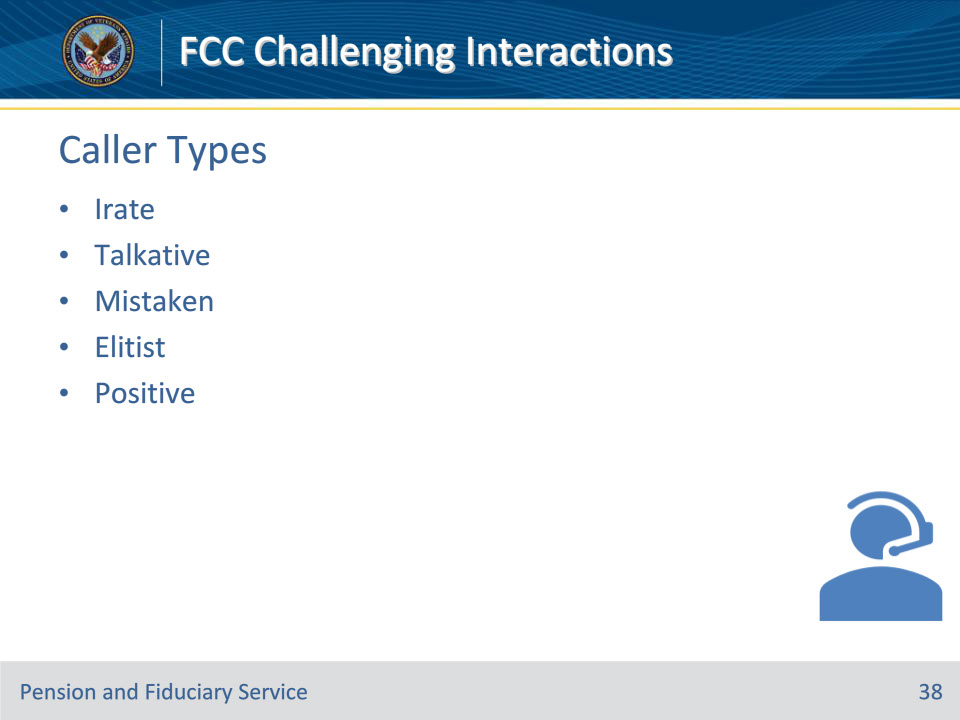 FCC Challenging Interactions
Caller Types
• Irate
• Talkative
• Mistaken
• Elitist
• Positive
Pension and Fiduciary Service
38